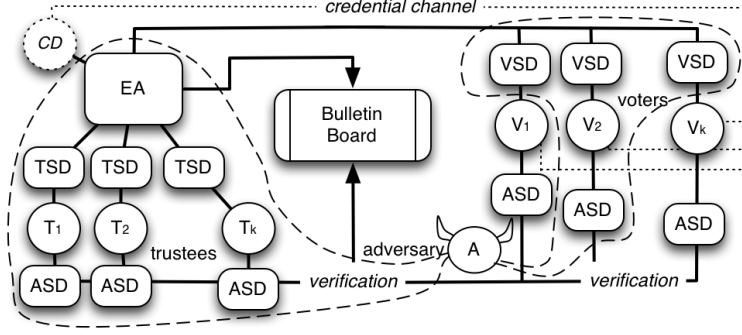 credential channel
CD
EA
Bulletin
Board
VSD
VSD
VSD
voters
V1
V2
Vk
TSD
TSD
TSD
ASD
ASD
ASD
T1
T2
Tk
trustees
adversary
A
ASD
ASD
ASD
verification
verification